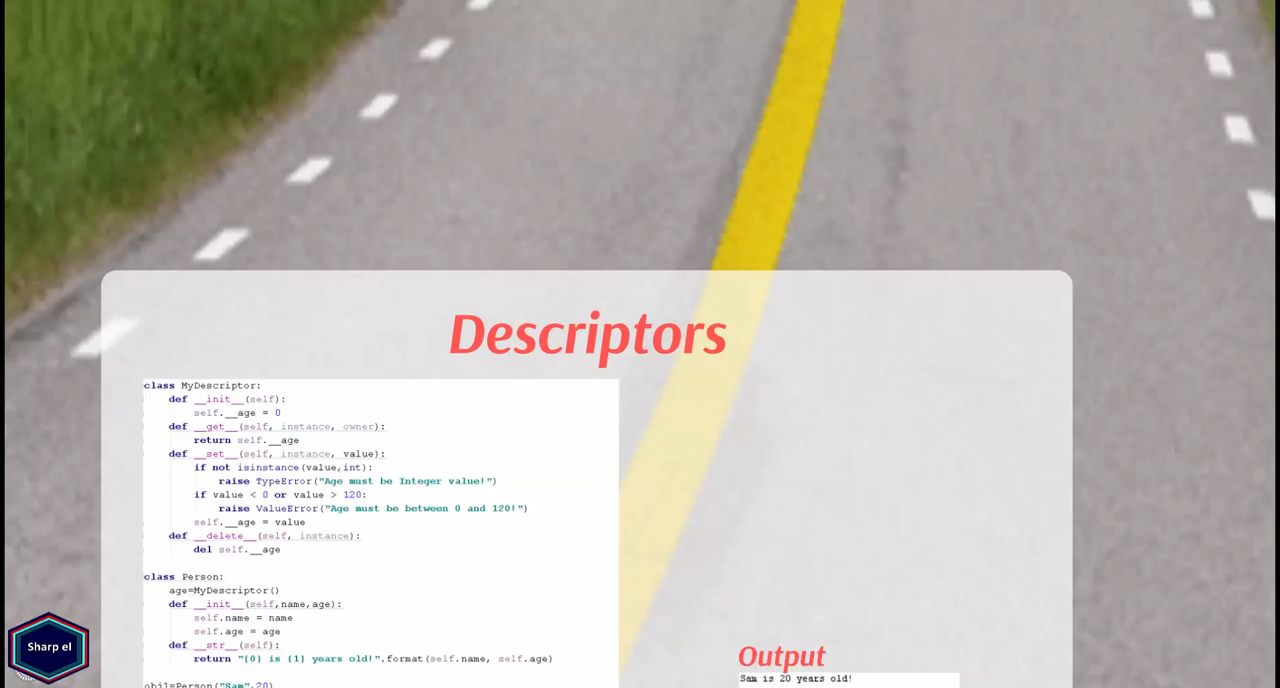 Descriptors
class MyDescriptor:
    def __init__(self):
        self.__age = 0
    def __get__(self, instance, owner):
        return self.__age
    def __set__(self, instance, value):
        if not isinstance(value,int):
            raise TypeError("Age must be Integer value!")
        if value < 0 or value > 120:
            raise ValueError("Age must be between 0 and 120!")
        self.__age = value
    def __delete__(self, instance):
        del self.__age
class Person:
    age=MyDescriptor()
    def __init__(self,name,age):
        self.name = name
        self.age = age
    def __str__(self):
        return "{0} is {1} years old!".format(self.name, self.age)
obj1=Person("Sam",20)
Output
Sam is 20 years old!
Sharp el